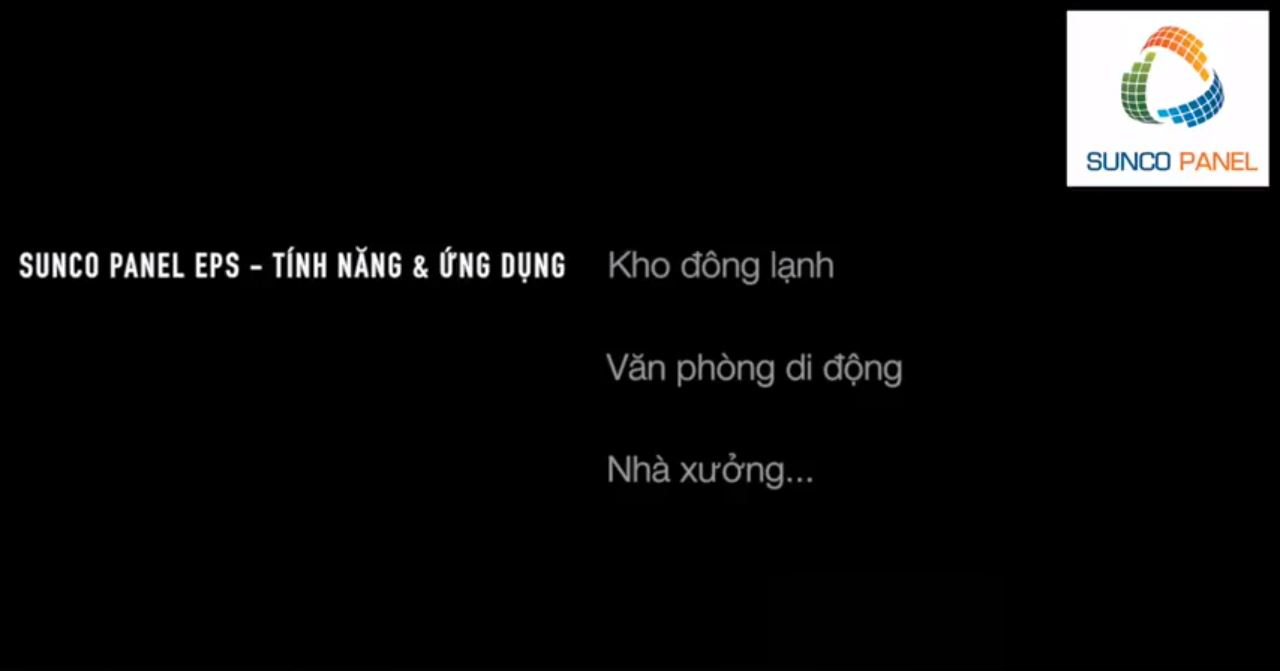 SUNCO PANEL
SUNCO PANEL EPS – TÍNH NĂNG & ỨNG DỤNG
Kho đông lạnh
Văn phòng di động
Nhà xưởng...